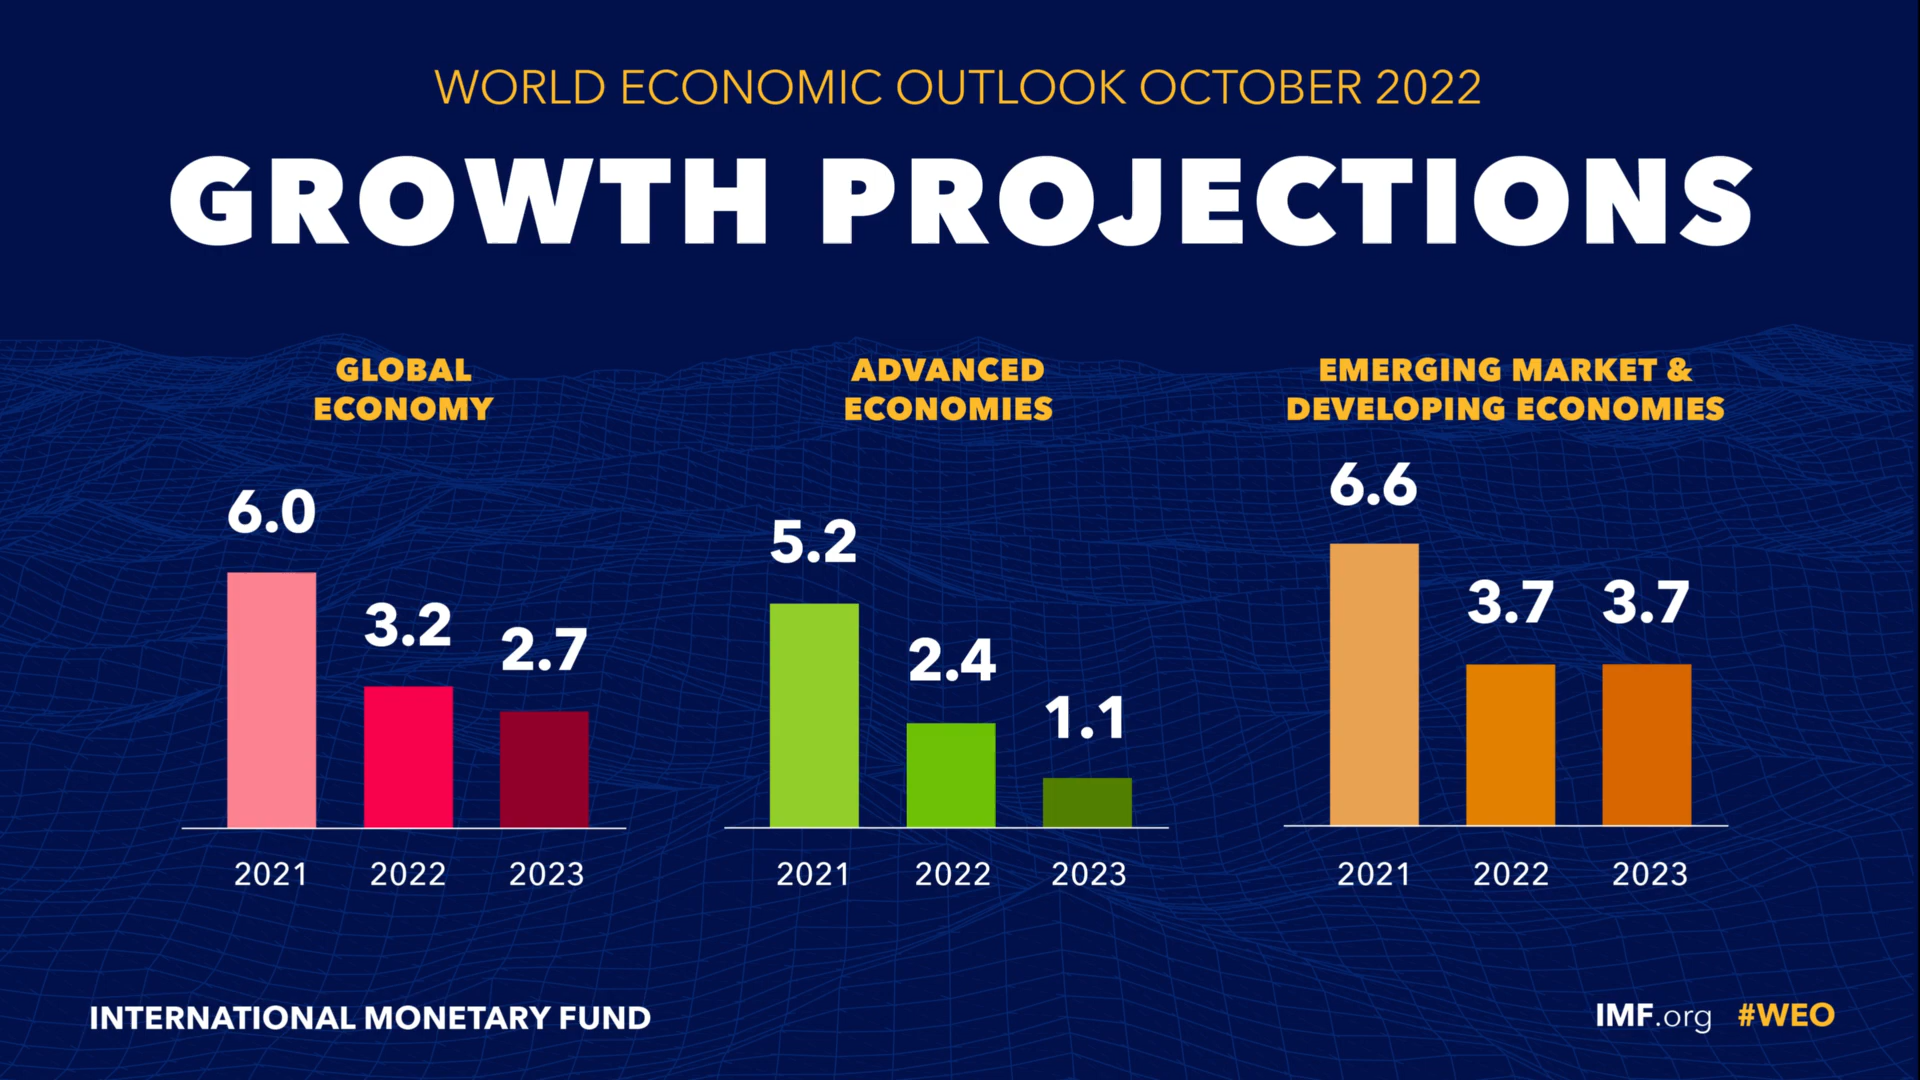 WORLD ECONOMIC OUTLOOK OCTOBER 2022
GROWTH PROJECTIONS
GLOBAL
ECONOMY
6.0
3.2
2.7
2021
2022
2023
ADVANCED
ECONOMIES
5.2
2.4
1.1
2021
2022
2023
EMERGING MARKET &
DEVELOPING ECONOMIES
6.6
3.7
3.7
2021
2022
2023
INTERNATIONAL MONETARY FUND
IMF.org #WEO